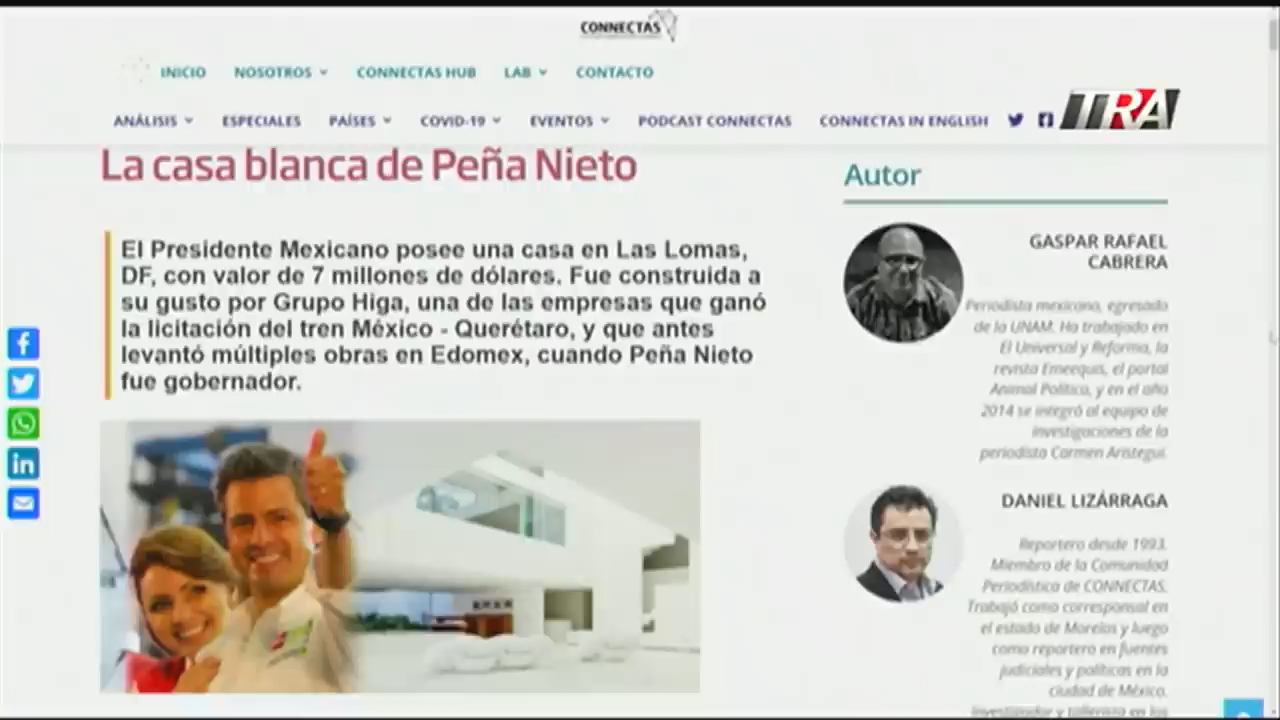 CONNECTAS
INICIO NOSOTROS CONNECTAS HUB LAB CONTACTO
TRA
ANÁLISIS ESPECIALES PAÍSES COVID-19 EVENTOS PODCAST CONNECTAS CONNECTAS IN ENGLISH
La casa blanca de Peña Nieto
El Presidente Mexicano posee una casa en Las Lomas,
DF, con valor de 7 millones de dólares. Fue construida a
su gusto por Grupo Higa, una de las empresas que ganó
la licitación del tren México - Querétaro, y que antes
levantó múltiples obras en Edomex, cuando Peña Nieto
fue gobernador.
Autor
GASPAR RAFAEL
CABRERA
Periodista mexicano, egresado
de la UNAM. Ha trabajado en
El Universal y Reforma, la
revista Emeequis, el portal
Animal Político, y en el año
2014 se integró al equipo de
investigaciones de la
periodista Carmen Aristegui.
DANIEL LIZÁRRAGA
Reportero desde 1993.
Miembro de la Comunidad
Periodística de CONNECTAS.
Trabajó como corresponsal en
el estado de Morelos y luego
como reportero en fuentes
judiciales y políticas en la
ciudad de México.
Investigador y tallerista en los